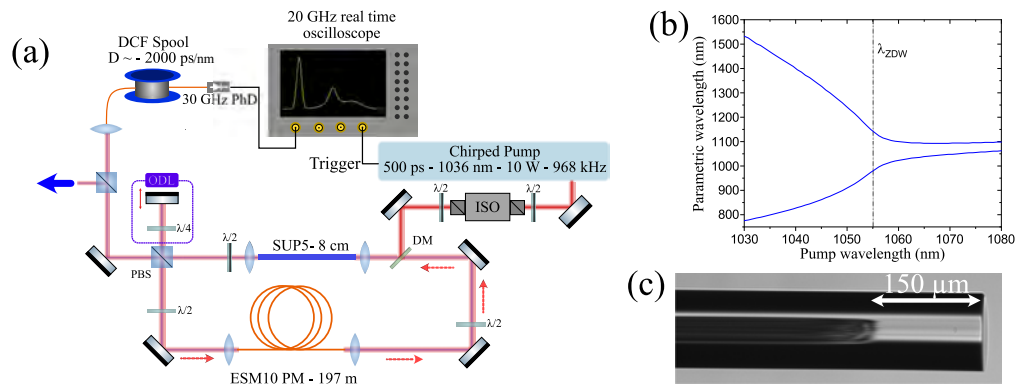 (a)
DCF Spool
D ~ - 2000 ps/nm
20 GHz real time
oscilloscope
30 GHz PhD
Trigger
Chirped Pump
500 ps - 1036 nm - 10 W - 968 kHz
λ/2
ISO
λ/2
ODL
λ/4
PBS
λ/2
SUP5- 8 cm
DM
λ/2
λ/2
ESM10 PM - 197 m
(b)
Parametric wavelength (nm)
1600
1500
1400
1300
1200
1100
1000
900
800
λZDW
1030
1040
1050
1060
1070
1080
Pump wavelength (nm)
(c)
150 µm